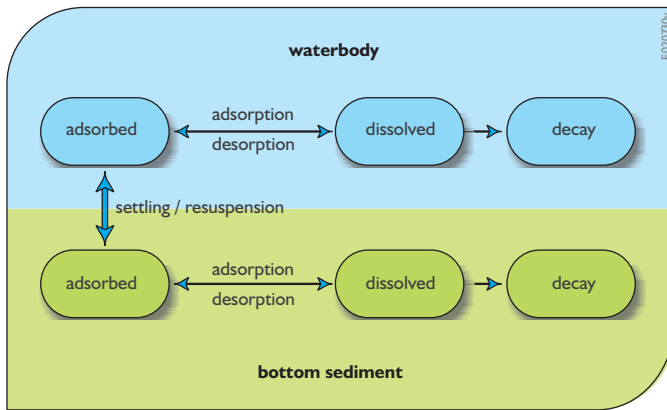 waterbody
adsorbed
adsorption
desorption
dissolved
decay
settling / resuspension
adsorbed
adsorption
desorption
dissolved
decay
bottom sediment